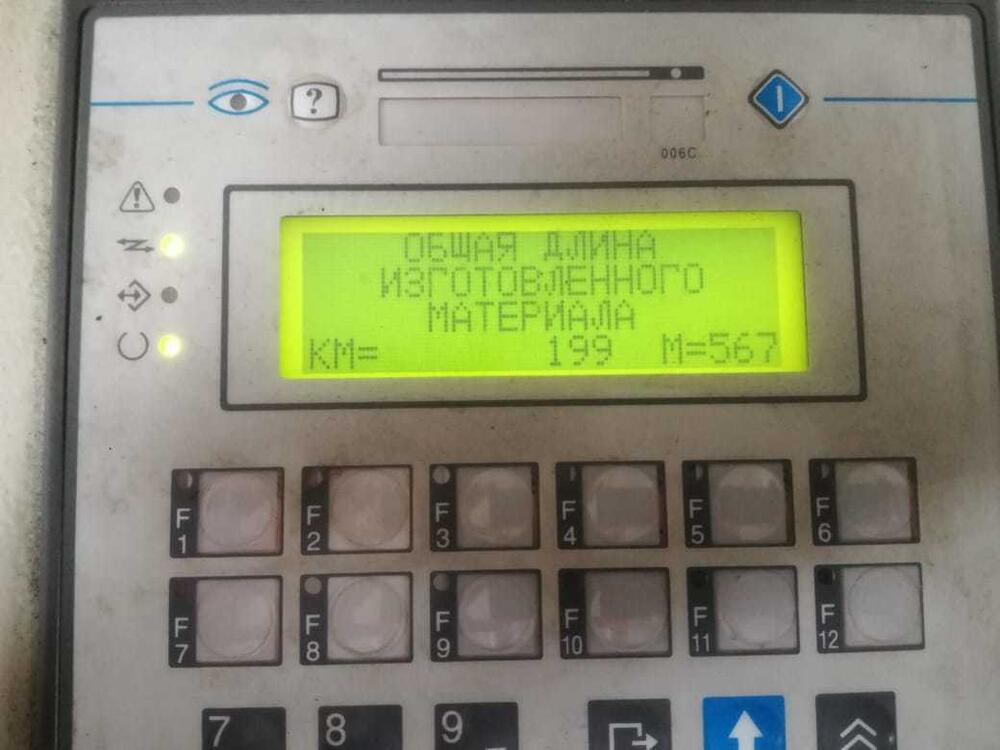 ?
006C
ОБЩАЯ ДЛИНА
ИЗГОТОВЛЕННОГО
МАТЕРИАЛА
КМ= 199 М=567
F1 F2 F3 F4 F5 F6
F7 F8 F9 F10 F11 F12
7 8 9